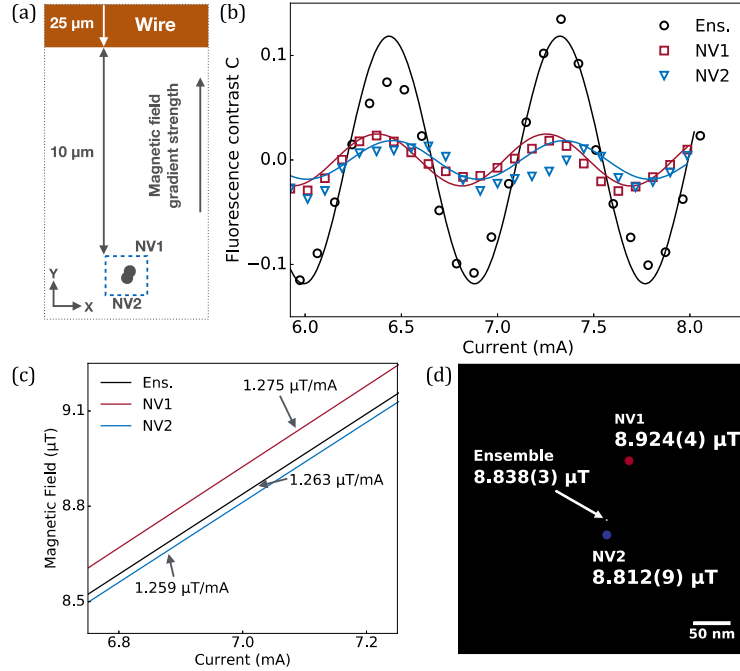 (a)
25 μm
Wire
10 μm
Magnetic field
gradient strength
NV1
NV2
Y
X
(b)
Fluorescence contrast C
0.1
0.0
−0.1
Ens.
NV1
NV2
6.0 6.5 7.0 7.5 8.0
Current (mA)
(c)
Magnetic Field (μT)
9.1
8.8
8.5
Ens.
NV1
NV2
1.275 μT/mA
1.263 μT/mA
1.259 μT/mA
6.8 7.0 7.2
Current (mA)
(d)
NV1
8.924(4) μT
Ensemble
8.838(3) μT
NV2
8.812(9) μT
50 nm